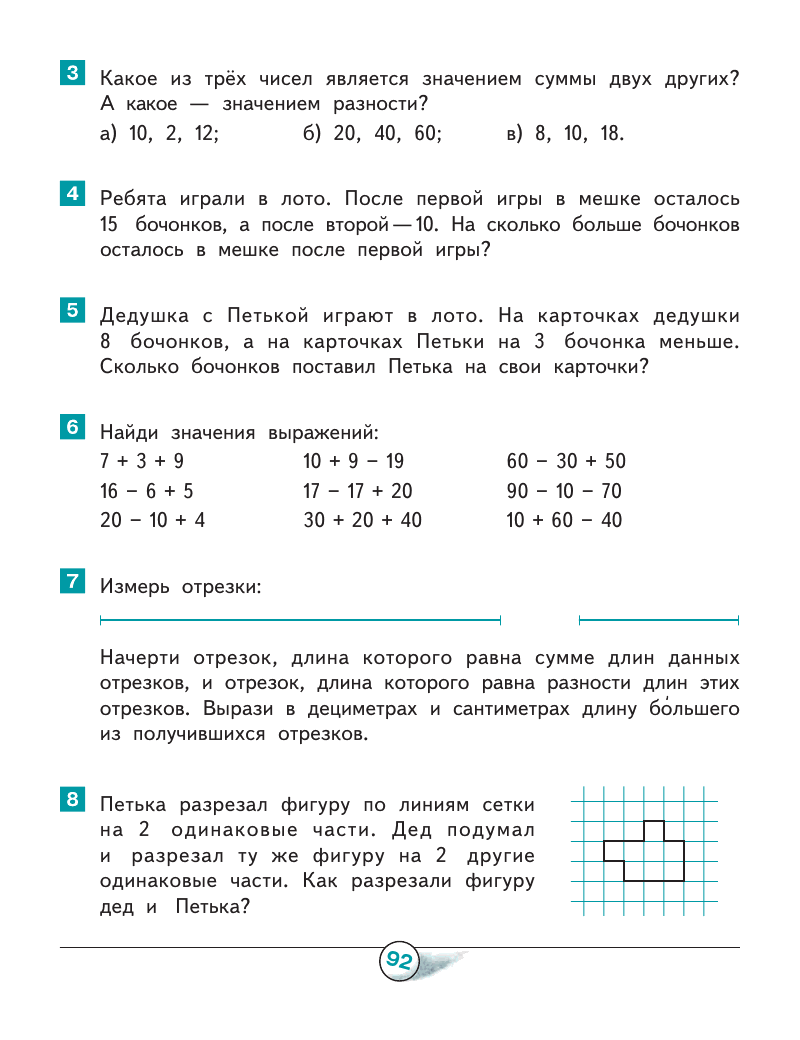 3 Какое из трёх чисел является значением суммы двух других?
А какое — значением разности?
а) 10, 2, 12; б) 20, 40, 60; в) 8, 10, 18.
4 Ребята играли в лото. После первой игры в мешке осталось
15 бочонков, а после второй — 10. На сколько больше бочонков
осталось в мешке после первой игры?
5 Дедушка с Петькой играют в лото. На карточках дедушки
8 бочонков, а на карточках Петьки на 3 бочонка меньше.
Сколько бочонков поставил Петька на свои карточки?
6 Найди значения выражений:
7 + 3 + 9 10 + 9 − 19 60 − 30 + 50
16 − 6 + 5 17 − 17 + 20 90 − 10 − 70
20 − 10 + 4 30 + 20 + 40 10 + 60 − 40
7 Измерь отрезки:
Начерти отрезок, длина которого равна сумме длин данных
отрезков, и отрезок, длина которого равна разности длин этих
отрезков. Вырази в дециметрах и сантиметрах длину бо́льшего
из получившихся отрезков.
8 Петька разрезал фигуру по линиям сетки
на 2 одинаковые части. Дед подумал
и разрезал ту же фигуру на 2 другие
одинаковые части. Как разрезали фигуру
дед и Петька?
92